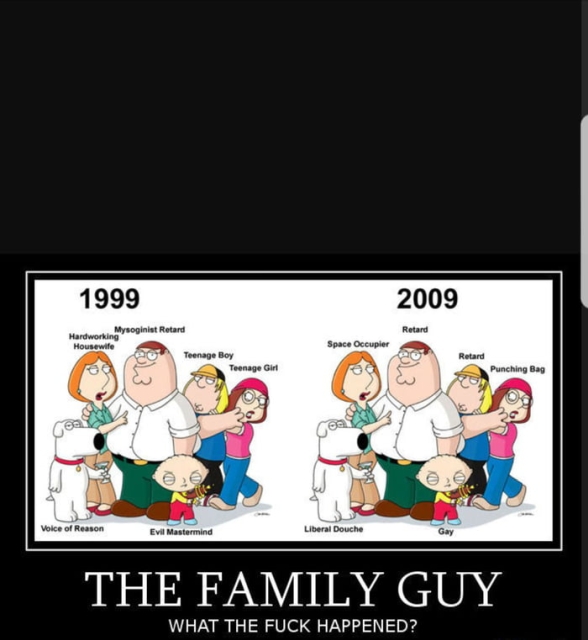 1999
2009
Mysoginist Retard
Hardworking
Housewife
Teenage Boy
Teenage Girl
Voice of Reason
Evil Mastermind
Retard
Space Occupier
Retard
Punching Bag
Liberal Douche
Gay
THE FAMILY GUY
WHAT THE FUCK HAPPENED?